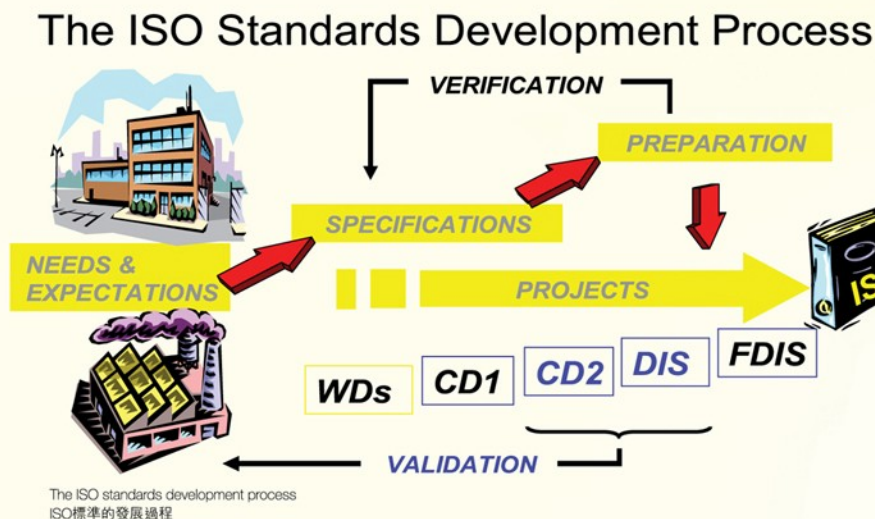 The ISO Standards Development Process
VERIFICATION
PREPARATION
SPECIFICATIONS
NEEDS &
EXPECTATIONS
PROJECTS
IS
WDs
CD1
CD2
DIS
FDIS
VALIDATION
The ISO standards development process
ISO標準的發展過程